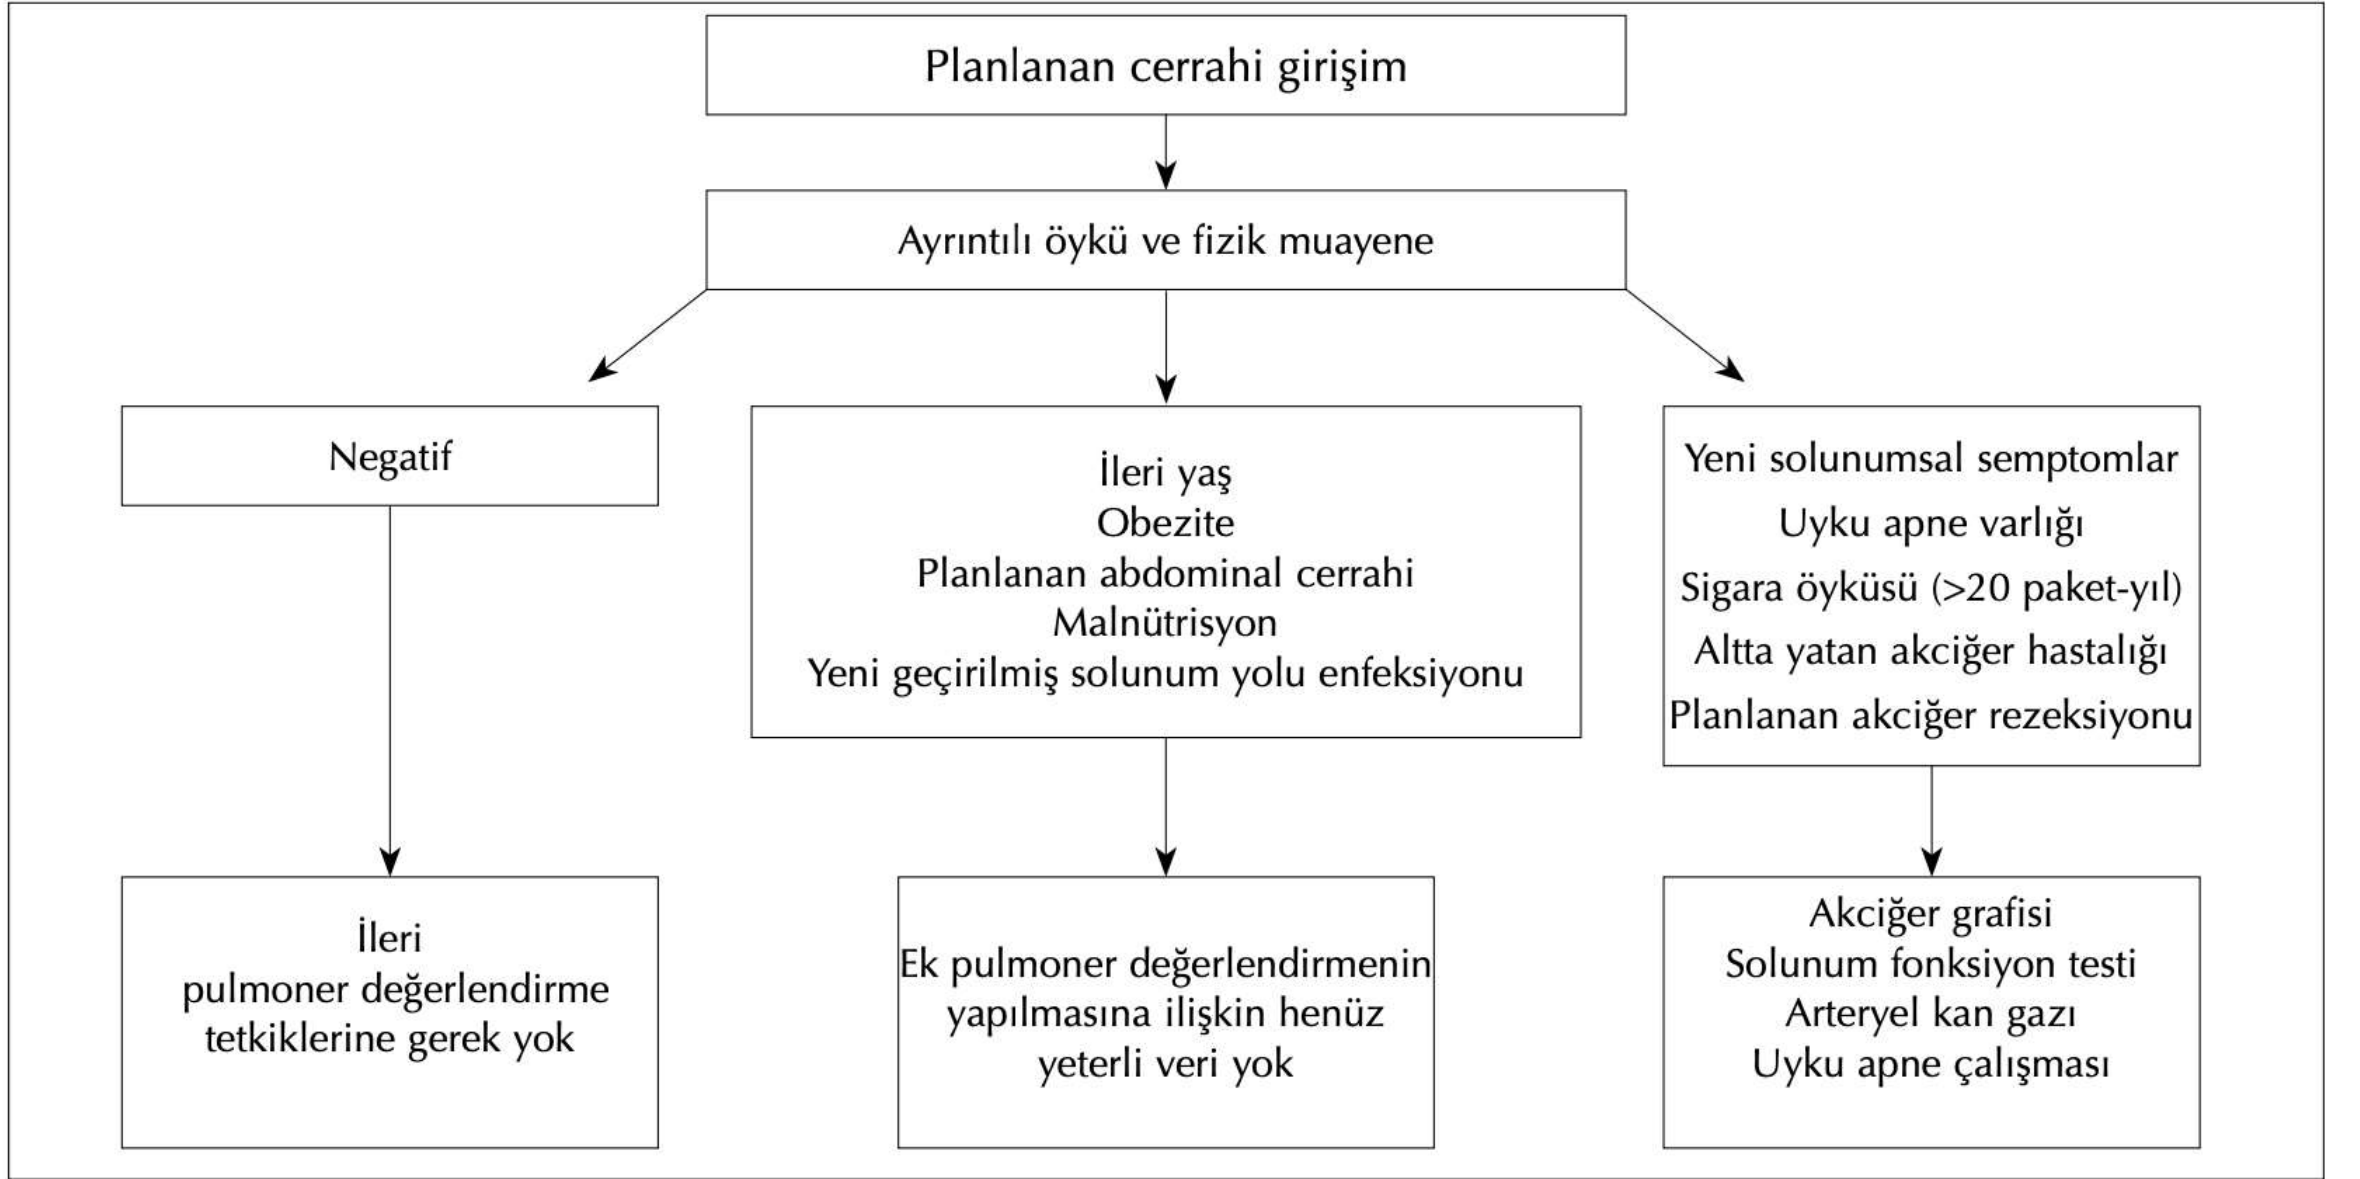 Planlanan cerrahi girişim
Ayrıntılı öykü ve fizik muayene
Negatif
İleri yaş
Obezite
Planlanan abdominal cerrahi
Malnütrisyon
Yeni geçirilmiş solunum yolu enfeksiyonu
Yeni solunumsal semptomlar
Uyku apne varlığı
Sigara öyküsü (>20 paket-yıl)
Altta yatan akciğer hastalığı
Planlanan akciğer rezeksiyonu
İleri
pulmoner değerlendirme
tetkiklerine gerek yok
Ek pulmoner değerlendirmenin
yapılmasına ilişkin henüz
yeterli veri yok
Akciğer grafisi
Solunum fonksiyon testi
Arteryel kan gazı
Uyku apne çalışması